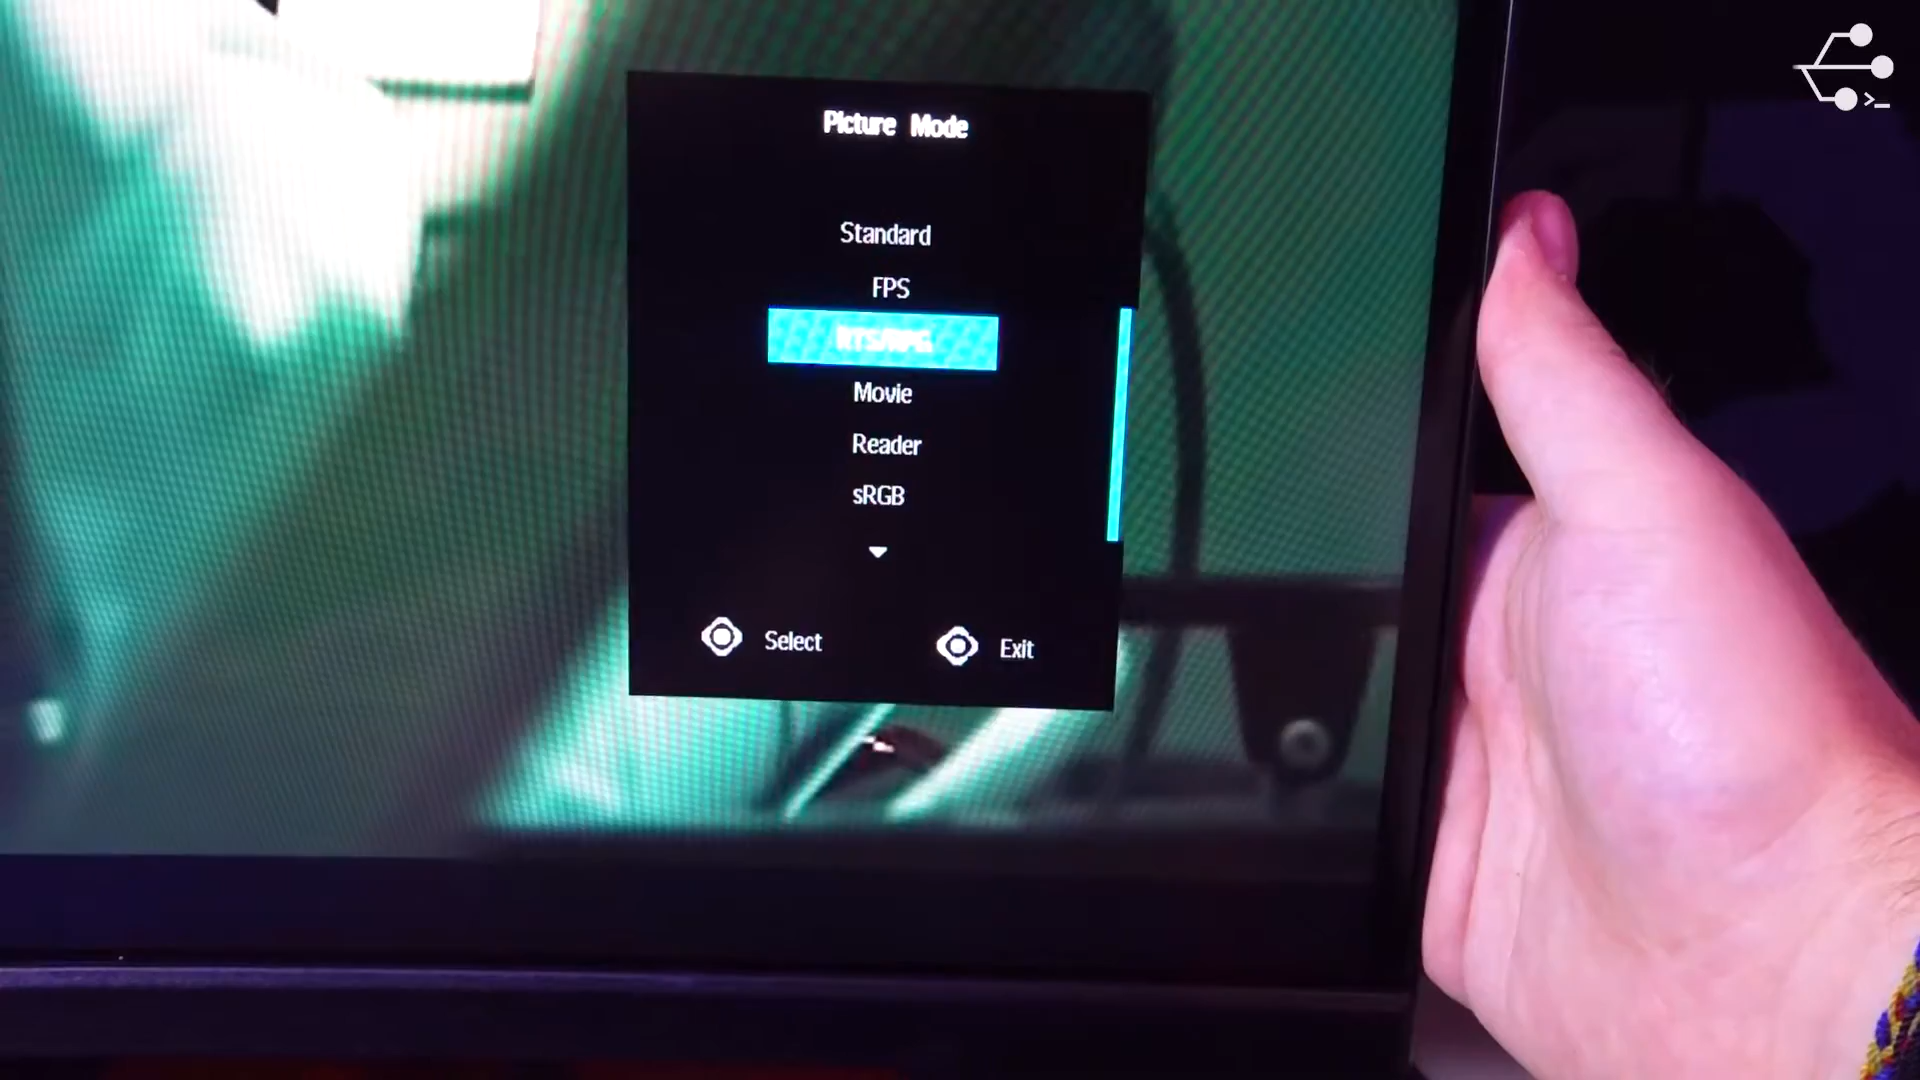 Picture Mode
Standard
FPS
RTS/RPG
Movie
Reader
sRGB
Select
Exit